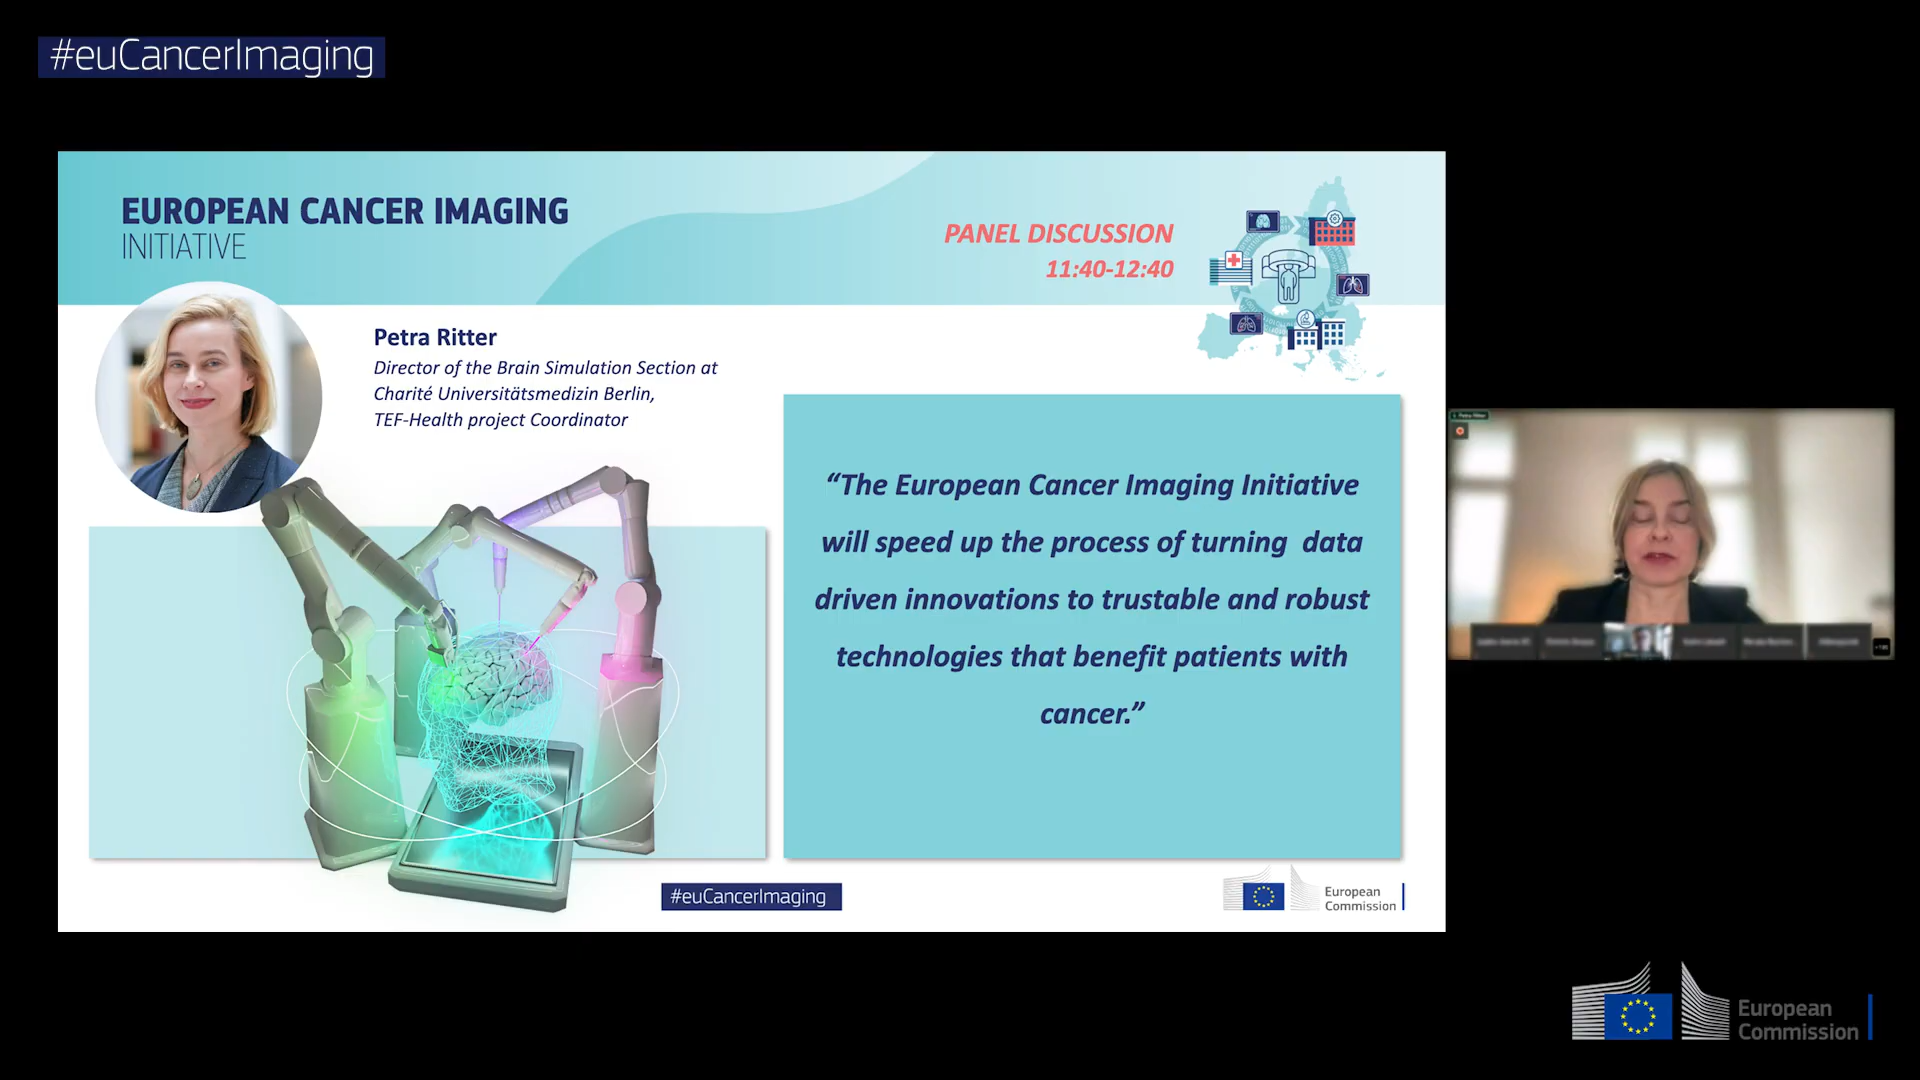 #euCancerImaging
EUROPEAN CANCER IMAGING
INITIATIVE
PANEL DISCUSSION
11:40-12:40
Petra Ritter
Director of the Brain Simulation Section at
Charité Universitätsmedizin Berlin,
TEF-Health project Coordinator
“The European Cancer Imaging Initiative
will speed up the process of turning data
driven innovations to trustable and robust
technologies that benefit patients with
cancer.”
Petra Ritter
#euCancerImaging
European
Commission
European
Commission